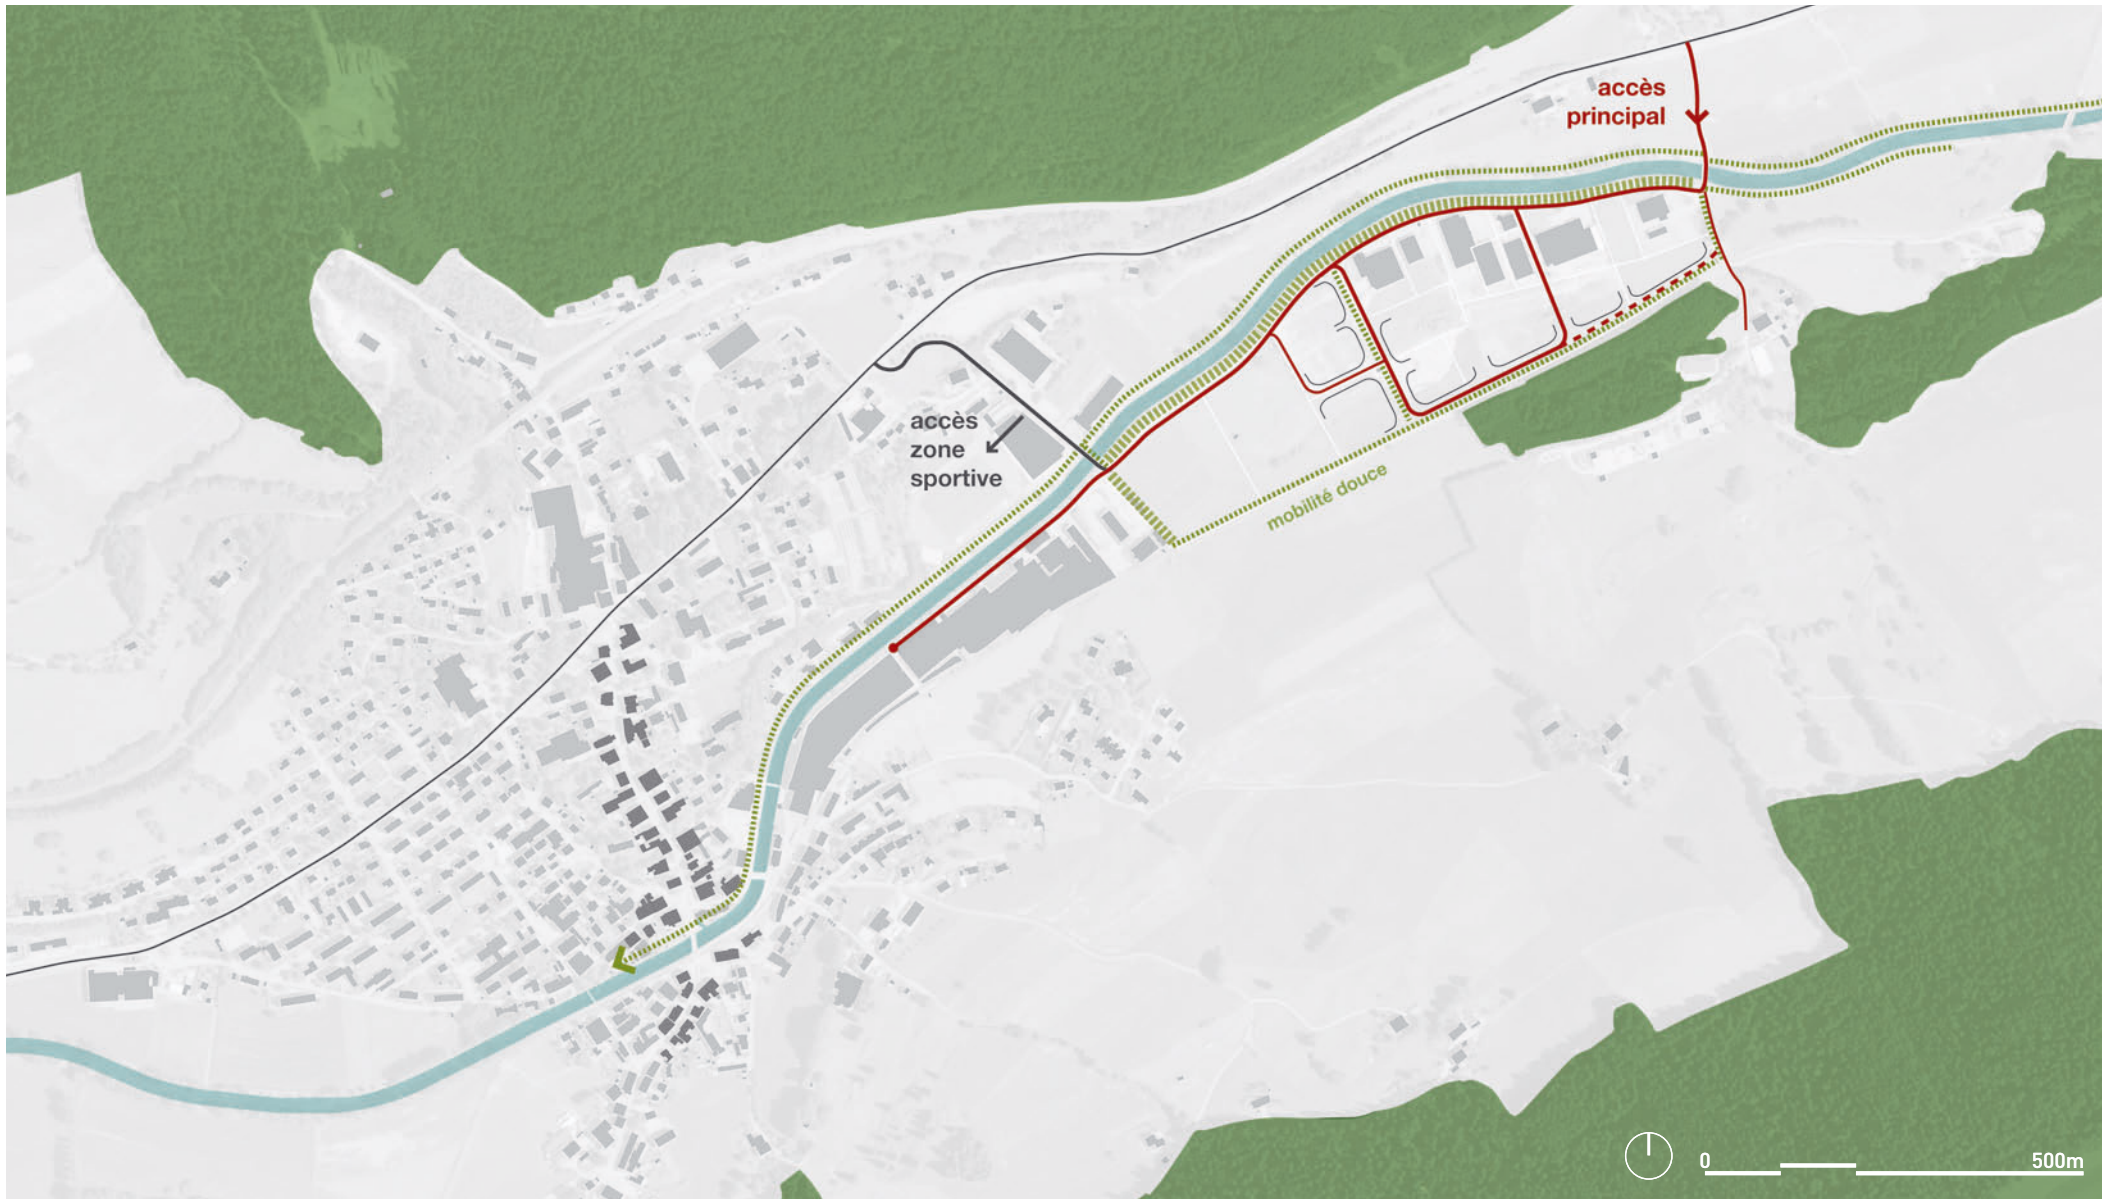 accès
principal
accès
zone
sportive
mobilité douce
0
500m